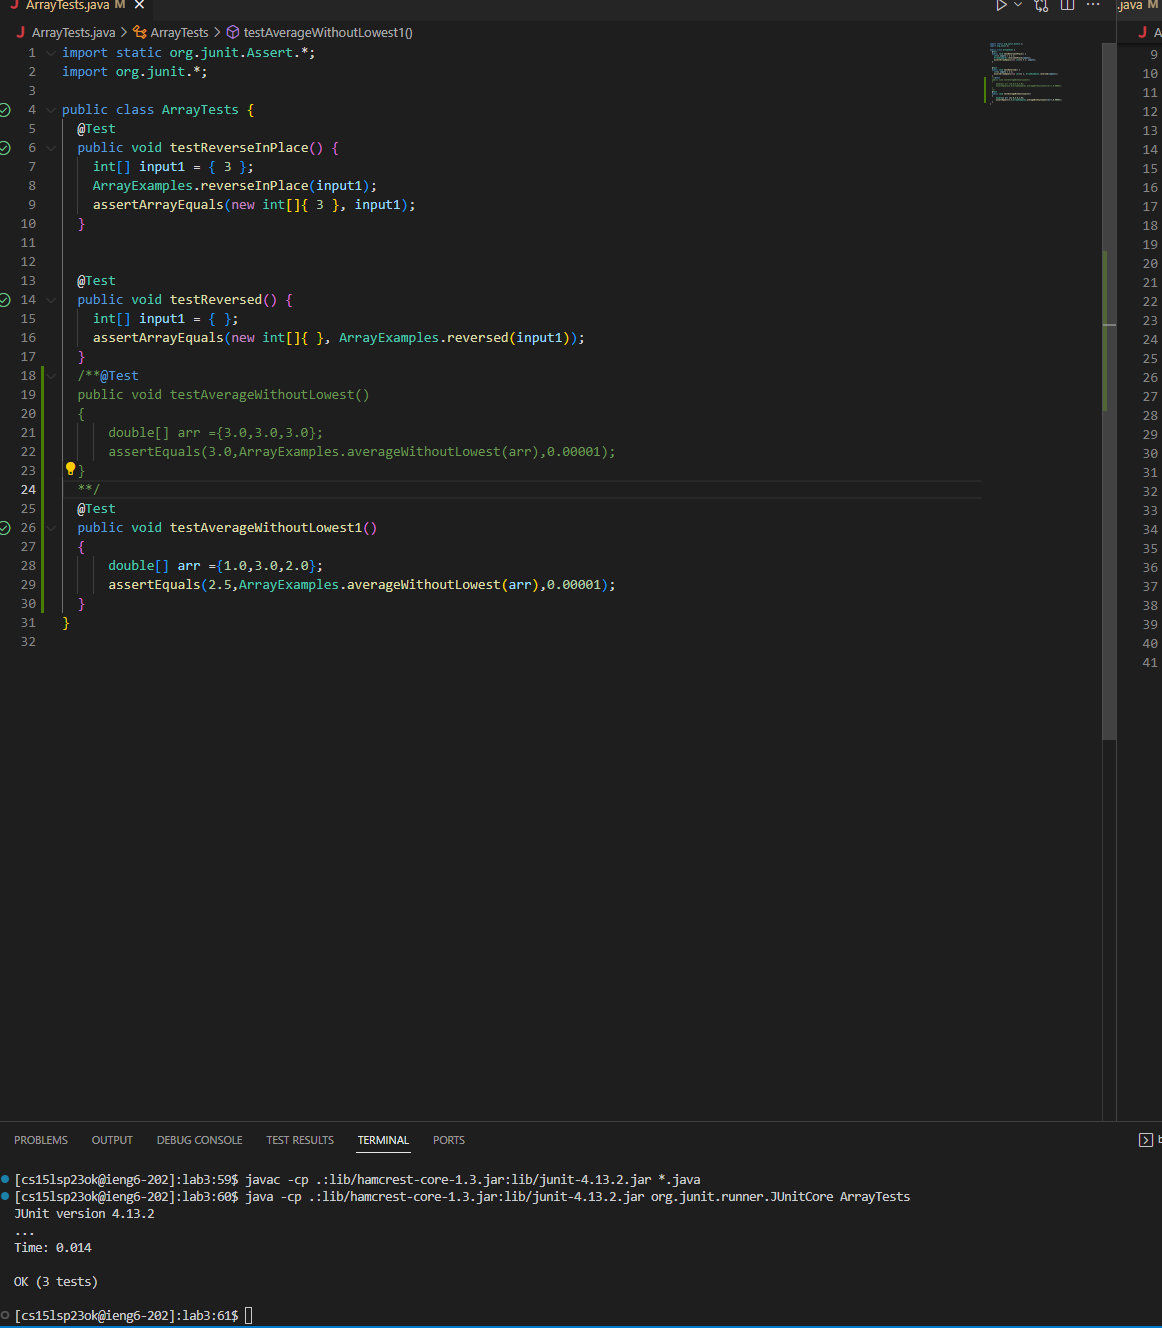 J ArrayTests.java M ×
.java M
J ArrayTests.java > ArrayTests > testAverageWithoutLowest1()
J A
1 import static org.junit.Assert.*;
2 import org.junit.*;
3
4 public class ArrayTests {
5 @Test
6 public void testReverseInPlace() {
7 int[] input1 = { 3 };
8 ArrayExamples.reverseInPlace(input1);
9 assertArrayEquals(new int[]{ 3 }, input1);
10 }
11
12
13 @Test
14 public void testReversed() {
15 int[] input1 = { };
16 assertArrayEquals(new int[]{ }, ArrayExamples.reversed(input1));
17 }
18 /**@Test
19 public void testAverageWithoutLowest()
20 {
21 double[] arr ={3.0,3.0,3.0};
22 assertEquals(3.0,ArrayExamples.averageWithoutLowest(arr),0.00001);
23 }
24 **/
25 @Test
26 public void testAverageWithoutLowest1()
27 {
28 double[] arr ={1.0,3.0,2.0};
29 assertEquals(2.5,ArrayExamples.averageWithoutLowest(arr),0.00001);
30 }
31 }
32
9
10
11
12
13
14
15
16
17
18
19
20
21
22
23
24
25
26
27
28
29
30
31
32
33
34
35
36
37
38
39
40
41
PROBLEMS OUTPUT DEBUG CONSOLE TEST RESULTS TERMINAL PORTS
[cs15lsp23ok@ieng6-202]:lab3:59$ javac -cp .:lib/hamcrest-core-1.3.jar:lib/junit-4.13.2.jar *.java
[cs15lsp23ok@ieng6-202]:lab3:60$ java -cp .:lib/hamcrest-core-1.3.jar:lib/junit-4.13.2.jar org.junit.runner.JUnitCore ArrayTests
JUnit version 4.13.2
...
Time: 0.014
OK (3 tests)
[cs15lsp23ok@ieng6-202]:lab3:61$